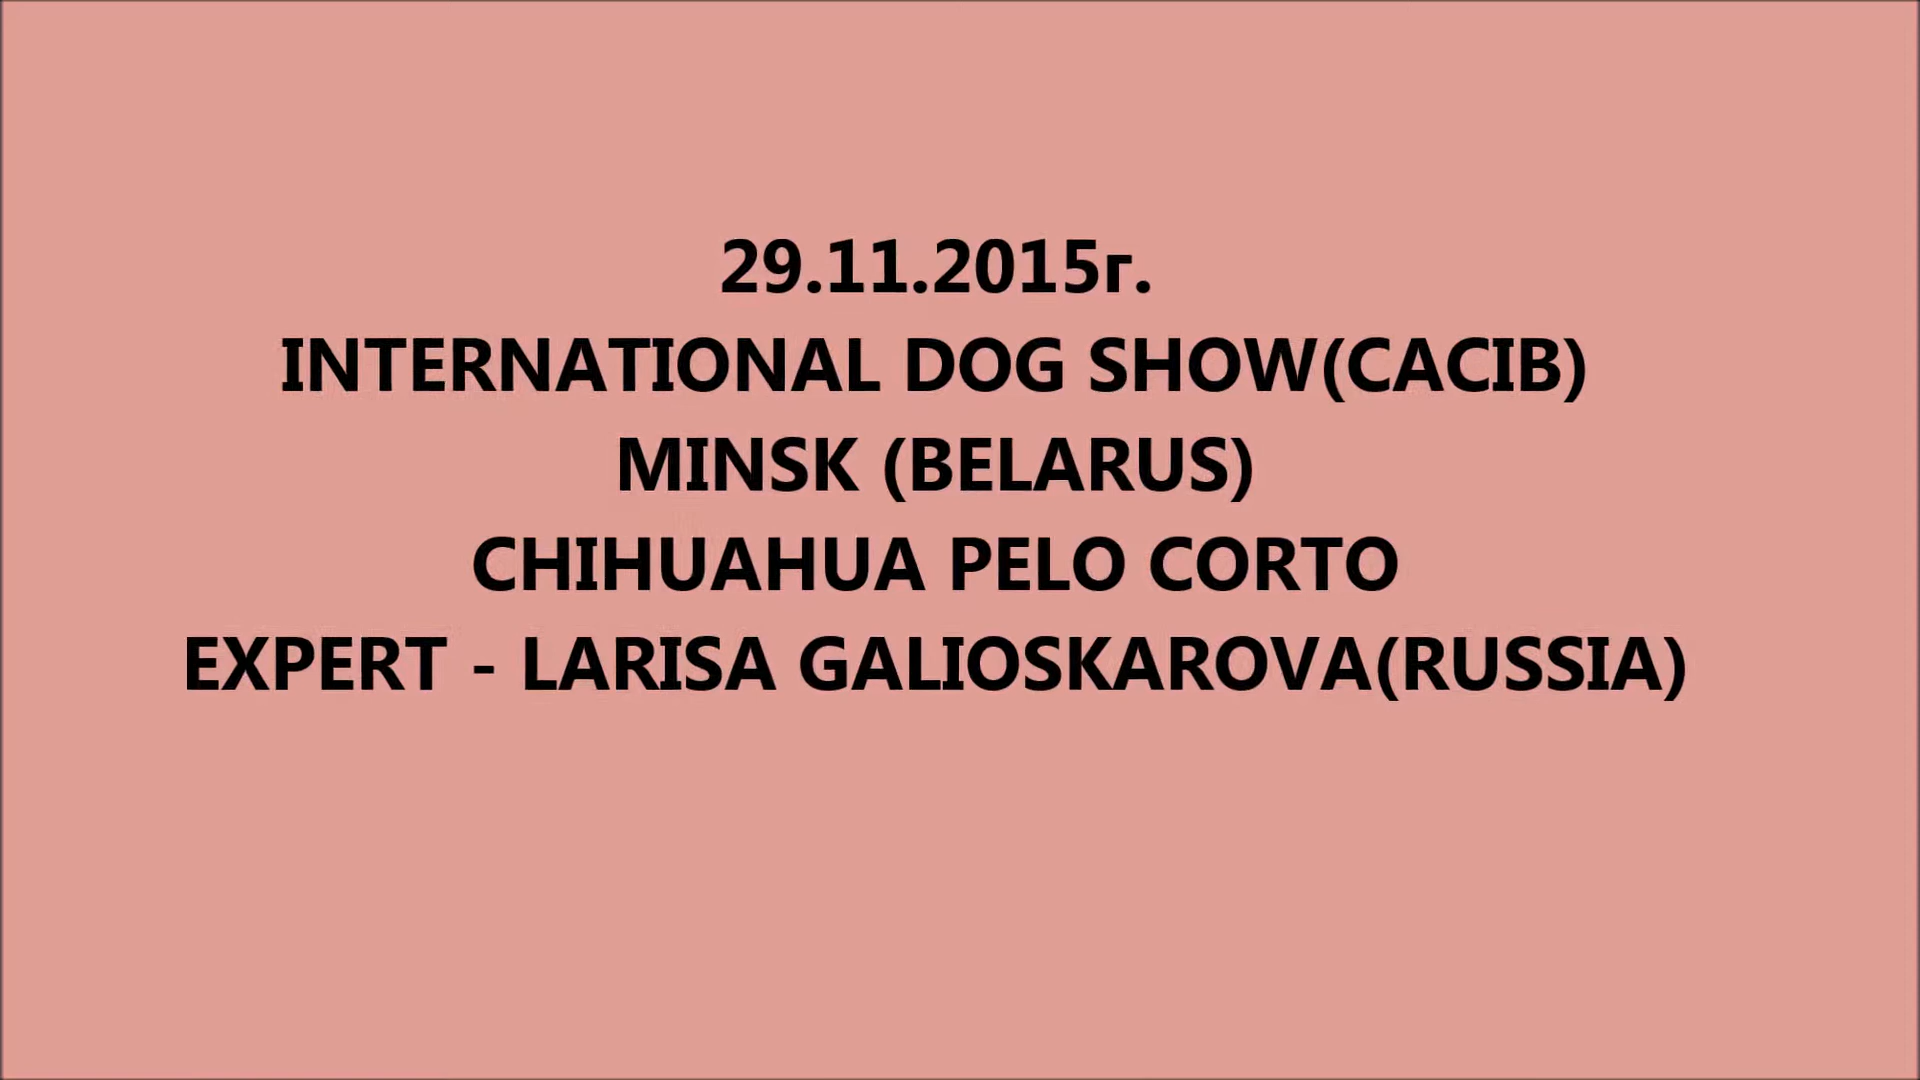 29.11.2015г.
INTERNATIONAL DOG SHOW(CACIB)
MINSK (BELARUS)
CHIHUAHUA PELO CORTO
EXPERT - LARISA GALIOSKAROVA(RUSSIA)